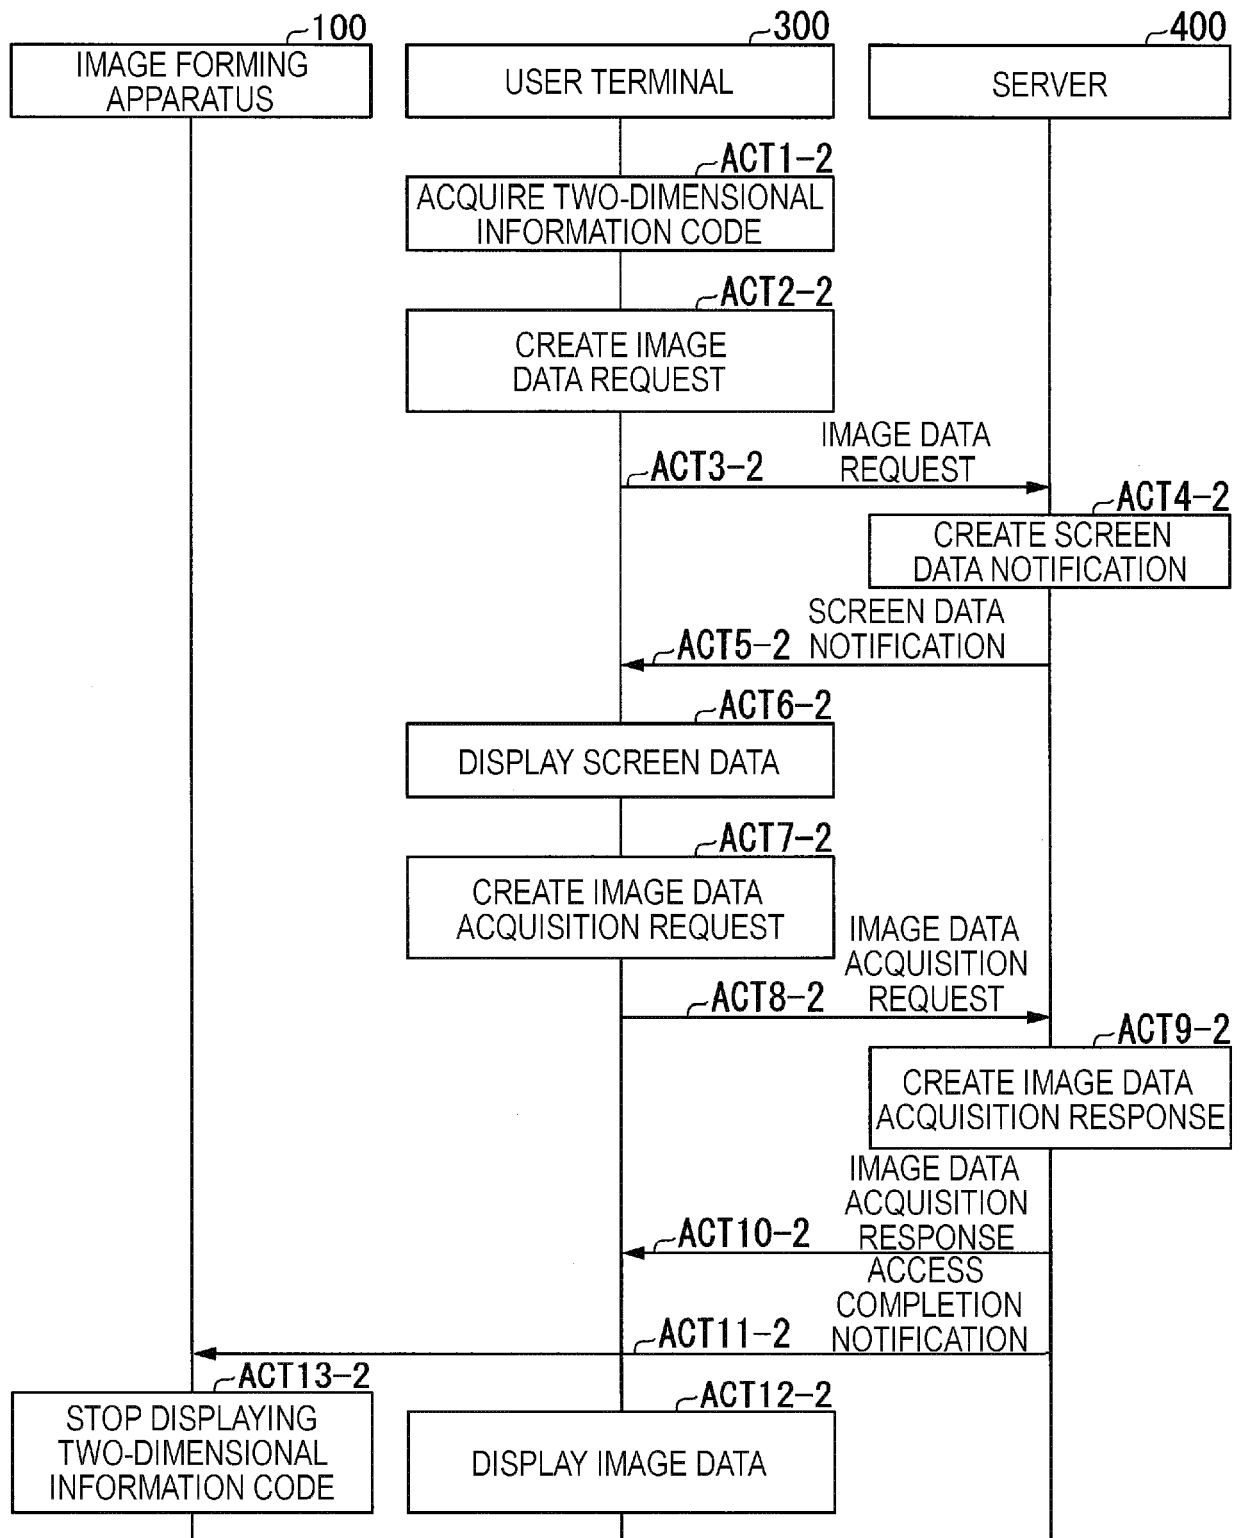 100
IMAGE FORMING
APPARATUS
300
USER TERMINAL
400
SERVER
ACT1-2
ACQUIRE TWO-DIMENSIONAL
INFORMATION CODE
ACT2-2
CREATE IMAGE
DATA REQUEST
IMAGE DATA
REQUEST
ACT3-2
ACT4-2
CREATE SCREEN
DATA NOTIFICATION
SCREEN DATA
NOTIFICATION
ACT5-2
ACT6-2
DISPLAY SCREEN DATA
ACT7-2
CREATE IMAGE DATA
ACQUISITION REQUEST
IMAGE DATA
ACQUISITION
REQUEST
ACT8-2
ACT9-2
CREATE IMAGE DATA
ACQUISITION RESPONSE
IMAGE DATA
ACQUISITION
RESPONSE
ACT10-2
ACCESS
COMPLETION
NOTIFICATION
ACT11-2
ACT13-2
STOP DISPLAYING
TWO-DIMENSIONAL
INFORMATION CODE
ACT12-2
DISPLAY IMAGE DATA